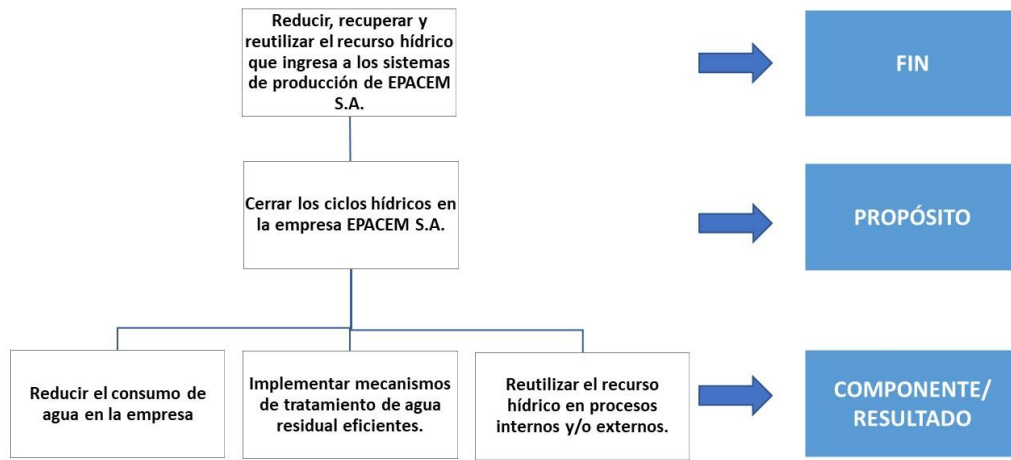 Reducir, recuperar y
reutilizar el recurso hídrico
que ingresa a los sistemas
de producción de EPACEM
S.A.
FIN
Cerrar los ciclos hídricos en
la empresa EPACEM S.A.
PROPÓSITO
Reducir el consumo de
agua en la empresa
Implementar mecanismos
de tratamiento de agua
residual eficientes.
Reutilizar el recurso
hídrico en procesos
internos y/o externos.
COMPONENTE/
RESULTADO